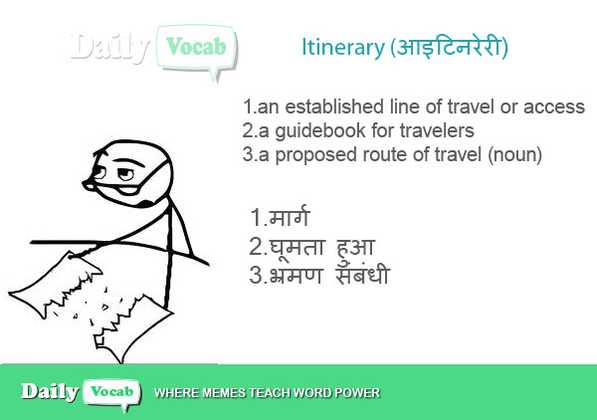 Daily Vocab
Itinerary (आइटिनरेरी)
1.an established line of travel or access
2.a guidebook for travelers
3.a proposed route of travel (noun)
1.मार्ग
2.घूमता हुआ
3.भ्रमण संबंधी
Daily Vocab WHERE MEMES TEACH WORD POWER